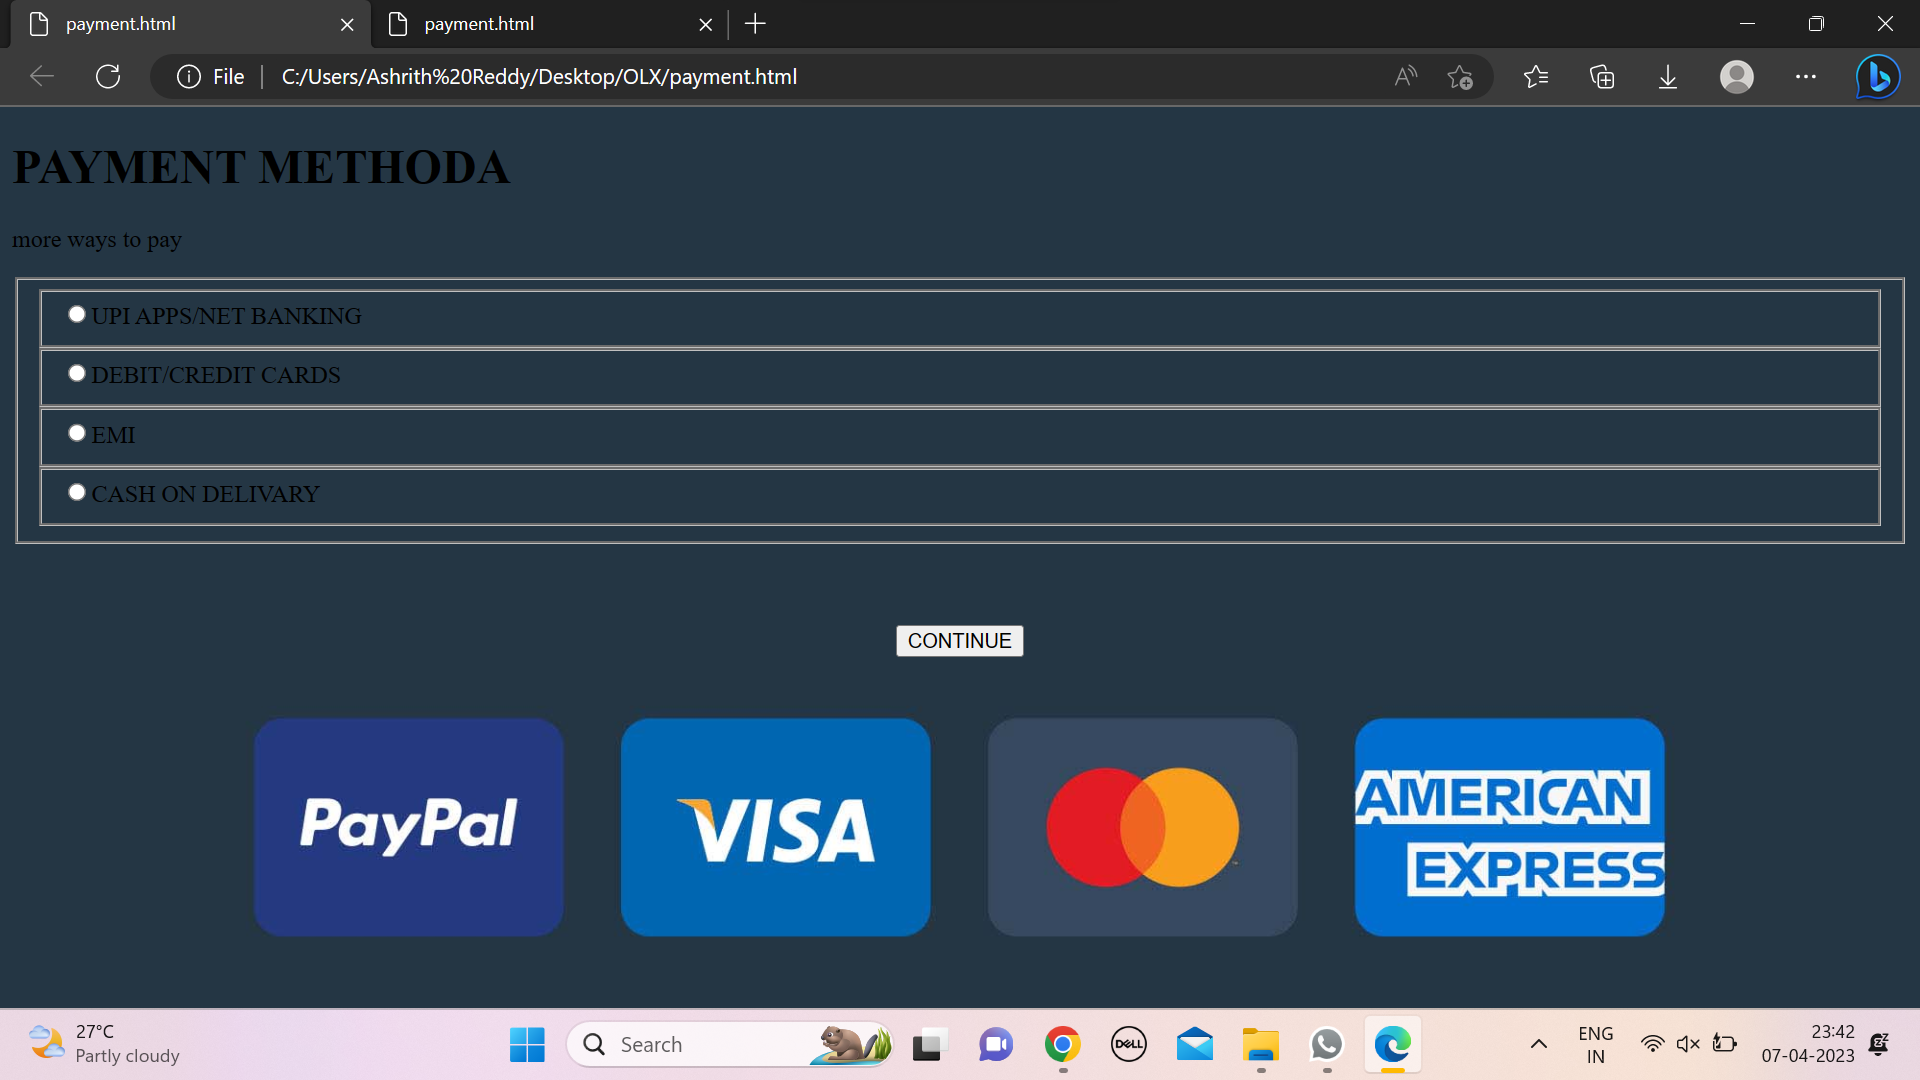 payment.html
payment.html
File
C:/Users/Ashrith%20Reddy/Desktop/OLX/payment.html
PAYMENT METHODA
more ways to pay
UPI APPS/NET BANKING
DEBIT/CREDIT CARDS
EMI
CASH ON DELIVARY
CONTINUE
PayPal
VISA
AMERICAN
EXPRESS
27°C
Partly cloudy
Search
DELL
ENG
IN
23:42
07-04-2023